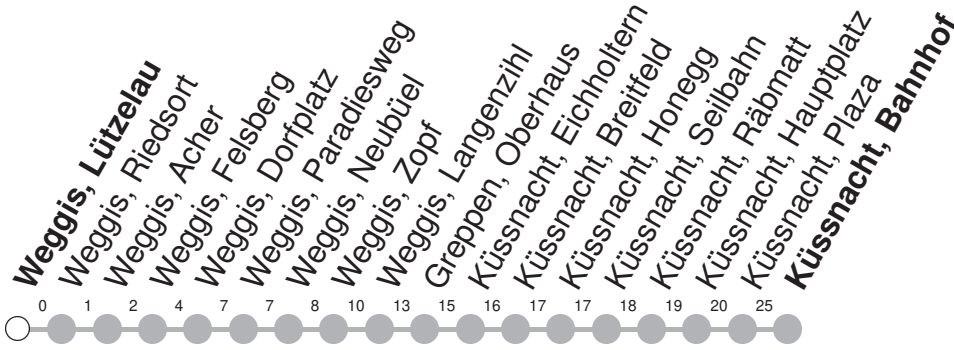 Weggis, Lützelau
Weggis, Riedsort
Weggis, Acher
Weggis, Felsberg
Weggis, Dorfplatz
Weggis, Paradiesweg
Weggis, Neubüel
Weggis, Zopf
Weggis, Langenzihl
Greppen, Oberhaus
Küssnacht, Eichholtern
Küssnacht, Breitfeld
Küssnacht, Honegg
Küssnacht, Seilbahn
Küssnacht, Räbmatt
Küssnacht, Hauptplatz
Küssnacht, Plaza
Küssnacht, Bahnhof
0 1 2 4 7 7 8 10 13 15 16 17 17 18 19 20 25